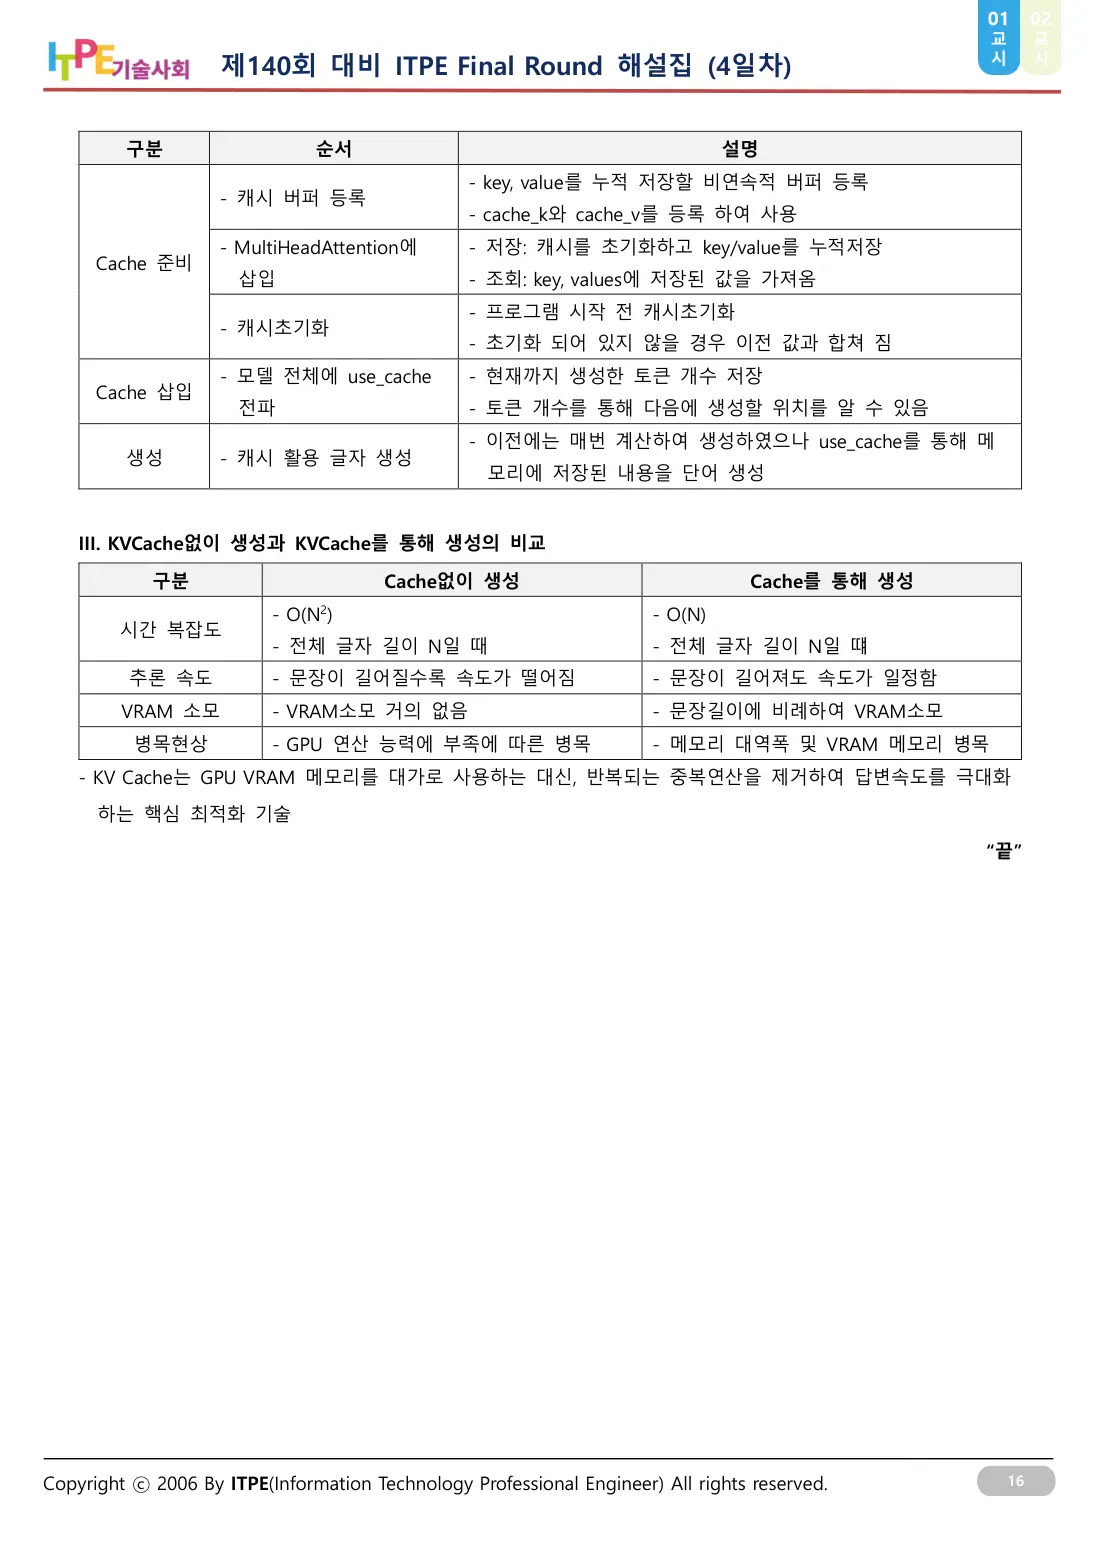 ITPE기술사회 제140회 대비 ITPE Final Round 해설집 (4일차)
01 교 시
02 교 시
구분 순서 설명
Cache 준비
- 캐시 버퍼 등록
- key, value를 누적 저장할 비연속적 버퍼 등록
- cache_k와 cache_v를 등록 하여 사용
- MultiHeadAttention에
삽입
- 저장: 캐시를 초기화하고 key/value를 누적저장
- 조회: key, values에 저장된 값을 가져옴
- 캐시초기화
- 프로그램 시작 전 캐시초기화
- 초기화 되어 있지 않을 경우 이전 값과 합쳐 짐
Cache 삽입
- 모델 전체에 use_cache
전파
- 현재까지 생성한 토큰 개수 저장
- 토큰 개수를 통해 다음에 생성할 위치를 알 수 있음
생성
- 캐시 활용 글자 생성
- 이전에는 매번 계산하여 생성하였으나 use_cache를 통해 메
모리에 저장된 내용을 단어 생성
III. KVCache없이 생성과 KVCache를 통해 생성의 비교
구분 Cache없이 생성 Cache를 통해 생성
시간 복잡도
- O(N²)
- 전체 글자 길이 N일 때
- O(N)
- 전체 글자 길이 N일 떄
추론 속도 - 문장이 길어질수록 속도가 떨어짐 - 문장이 길어져도 속도가 일정함
VRAM 소모 - VRAM소모 거의 없음 - 문장길이에 비례하여 VRAM소모
병목현상 - GPU 연산 능력에 부족에 따른 병목 - 메모리 대역폭 및 VRAM 메모리 병목
- KV Cache는 GPU VRAM 메모리를 대가로 사용하는 대신, 반복되는 중복연산을 제거하여 답변속도를 극대화
하는 핵심 최적화 기술
“끝”
Copyright ⓒ 2006 By ITPE(Information Technology Professional Engineer) All rights reserved.
16